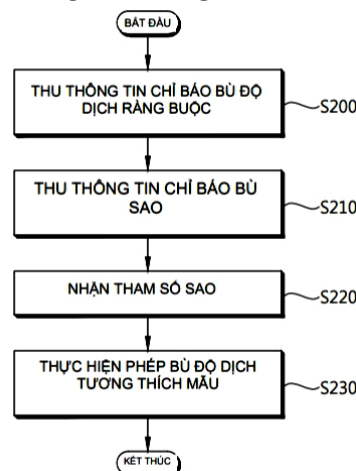 BẮT ĐẦU
THU THÔNG TIN CHỈ BÁO BÙ ĐỘ
DỊCH RÀNG BUỘC
S200
THU THÔNG TIN CHỈ BÁO BÙ
SAO
S210
NHẬN THAM SỐ SAO
S220
THỰC HIỆN PHÉP BÙ ĐỘ DỊCH
TƯƠNG THÍCH MẪU
S230
KẾT THÚC